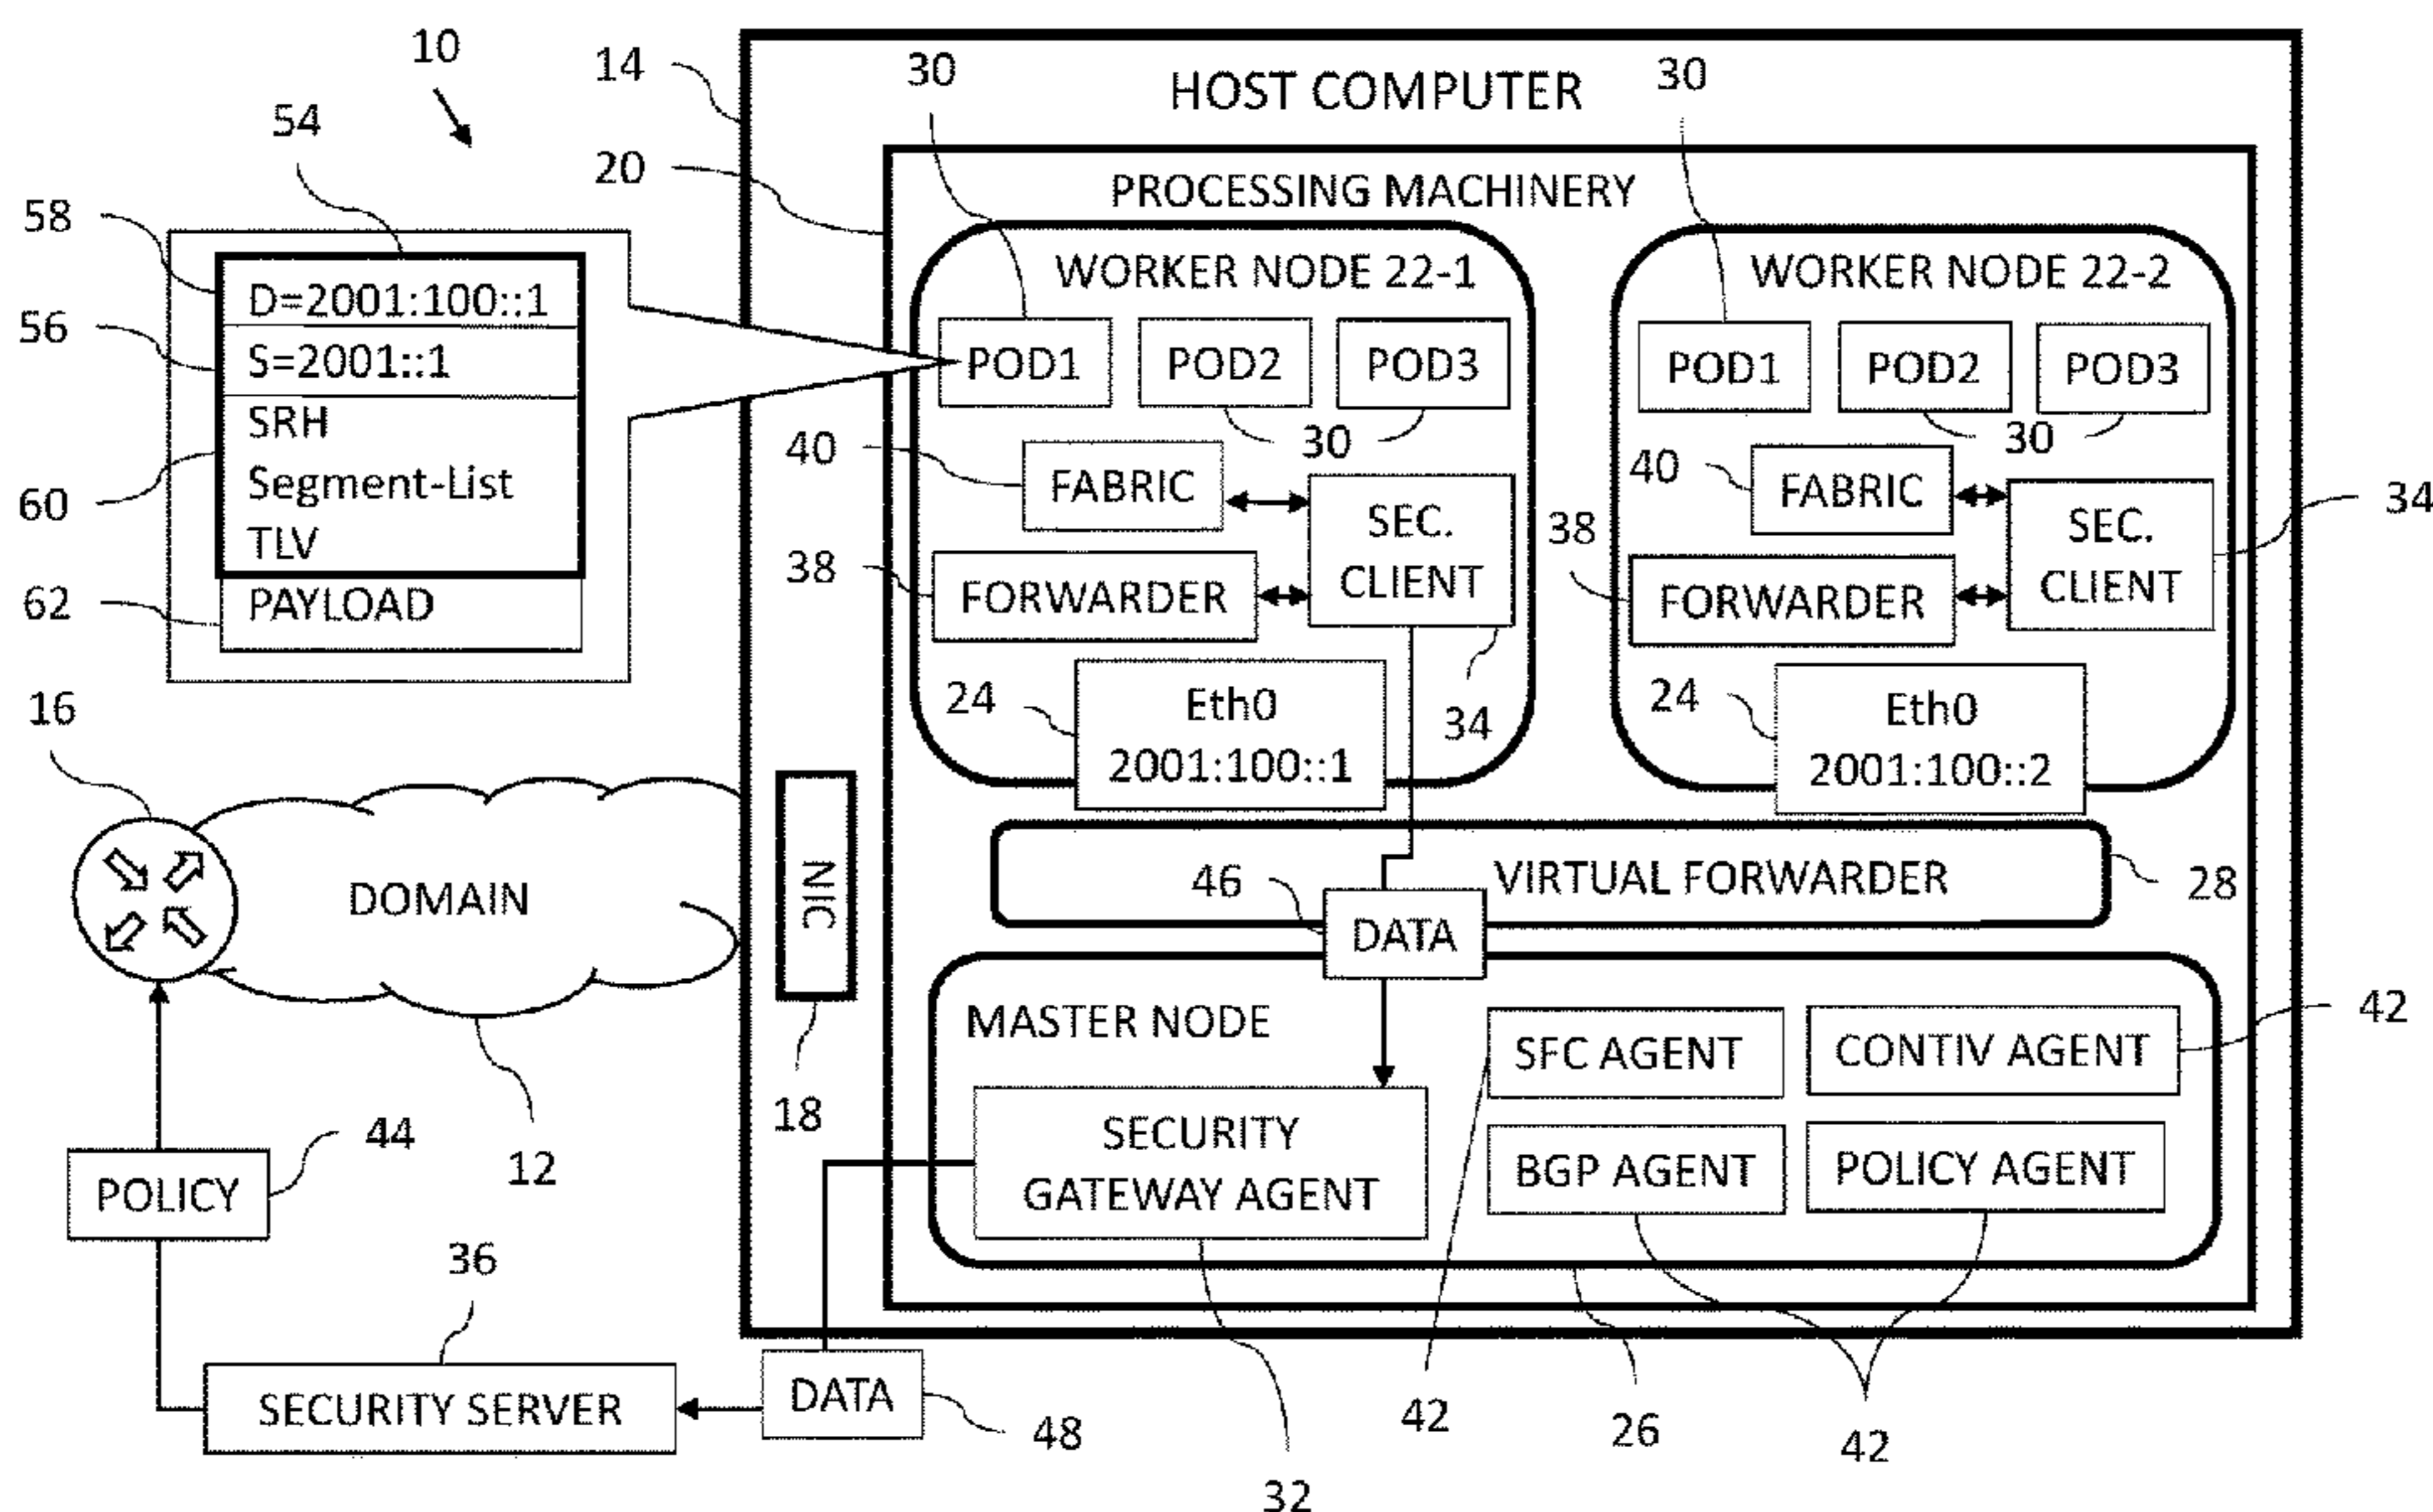 10
14
30
HOST COMPUTER
30
54
20
PROCESSING MACHINERY
58
D=2001:100::1
56
S=2001::1
SRH
60
Segment-List
TLV
62
PAYLOAD
WORKER NODE 22-1
POD1
POD2
POD3
30
40
FABRIC
SEC.
CLIENT
38
FORWARDER
24
Eth0
2001:100::1
34
WORKER NODE 22-2
POD1
POD2
POD3
30
40
FABRIC
SEC.
CLIENT
34
38
FORWARDER
24
Eth0
2001:100::2
16
DOMAIN
12
NIC
18
46
DATA
VIRTUAL FORWARDER
28
MASTER NODE
SFC AGENT
CONTIV AGENT
42
SECURITY
GATEWAY AGENT
BGP AGENT
POLICY AGENT
44
POLICY
36
SECURITY SERVER
DATA
48
32
42
26
42